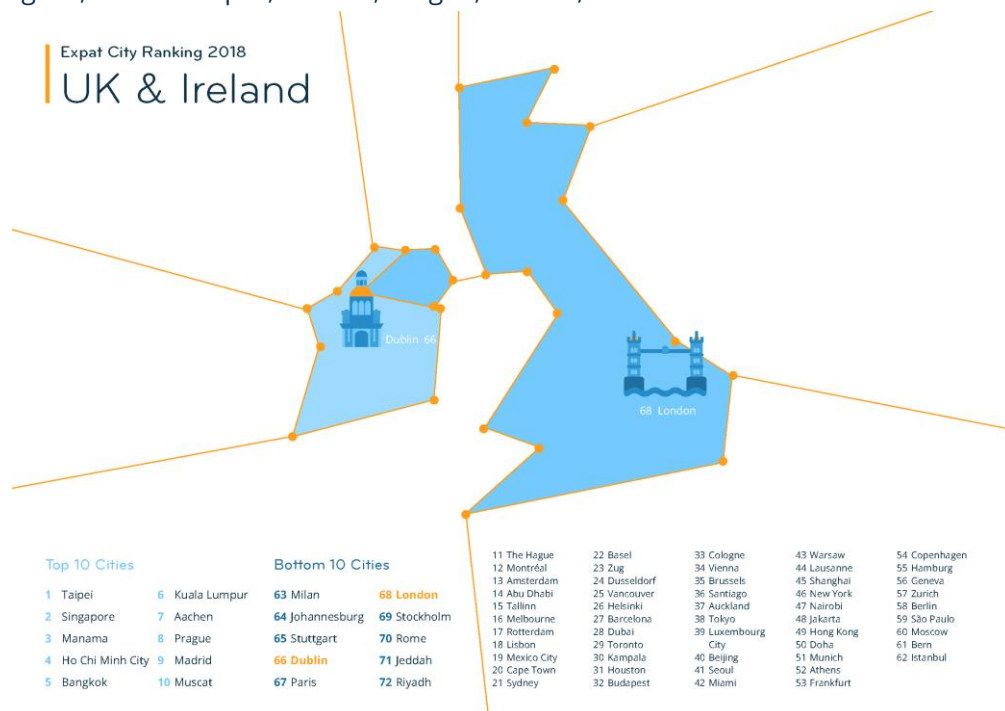 Expat City Ranking 2018
UK & Ireland
Dublin 66
68 London
Top 10 Cities
1 Taipei
2 Singapore
3 Manama
4 Ho Chi Minh City
5 Bangkok
6 Kuala Lumpur
7 Aachen
8 Prague
9 Madrid
10 Muscat
Bottom 10 Cities
63 Milan
64 Johannesburg
65 Stuttgart
66 Dublin
67 Paris
68 London
69 Stockholm
70 Rome
71 Jeddah
72 Riyadh
11 The Hague
12 Montréal
13 Amsterdam
14 Abu Dhabi
15 Tallinn
16 Melbourne
17 Rotterdam
18 Lisbon
19 Mexico City
20 Cape Town
21 Sydney
22 Basel
23 Zug
24 Dusseldorf
25 Vancouver
26 Helsinki
27 Barcelona
28 Dubai
29 Toronto
30 Kampala
31 Houston
32 Budapest
33 Cologne
34 Vienna
35 Brussels
36 Santiago
37 Auckland
38 Tokyo
39 Luxembourg
City
40 Beijing
41 Seoul
42 Miami
43 Warsaw
44 Lausanne
45 Shanghai
46 New York
47 Nairobi
48 Jakarta
49 Hong Kong
50 Doha
51 Munich
52 Athens
53 Frankfurt
54 Copenhagen
55 Hamburg
56 Geneva
57 Zurich
58 Berlin
59 São Paulo
60 Moscow
61 Bern
62 Istanbul